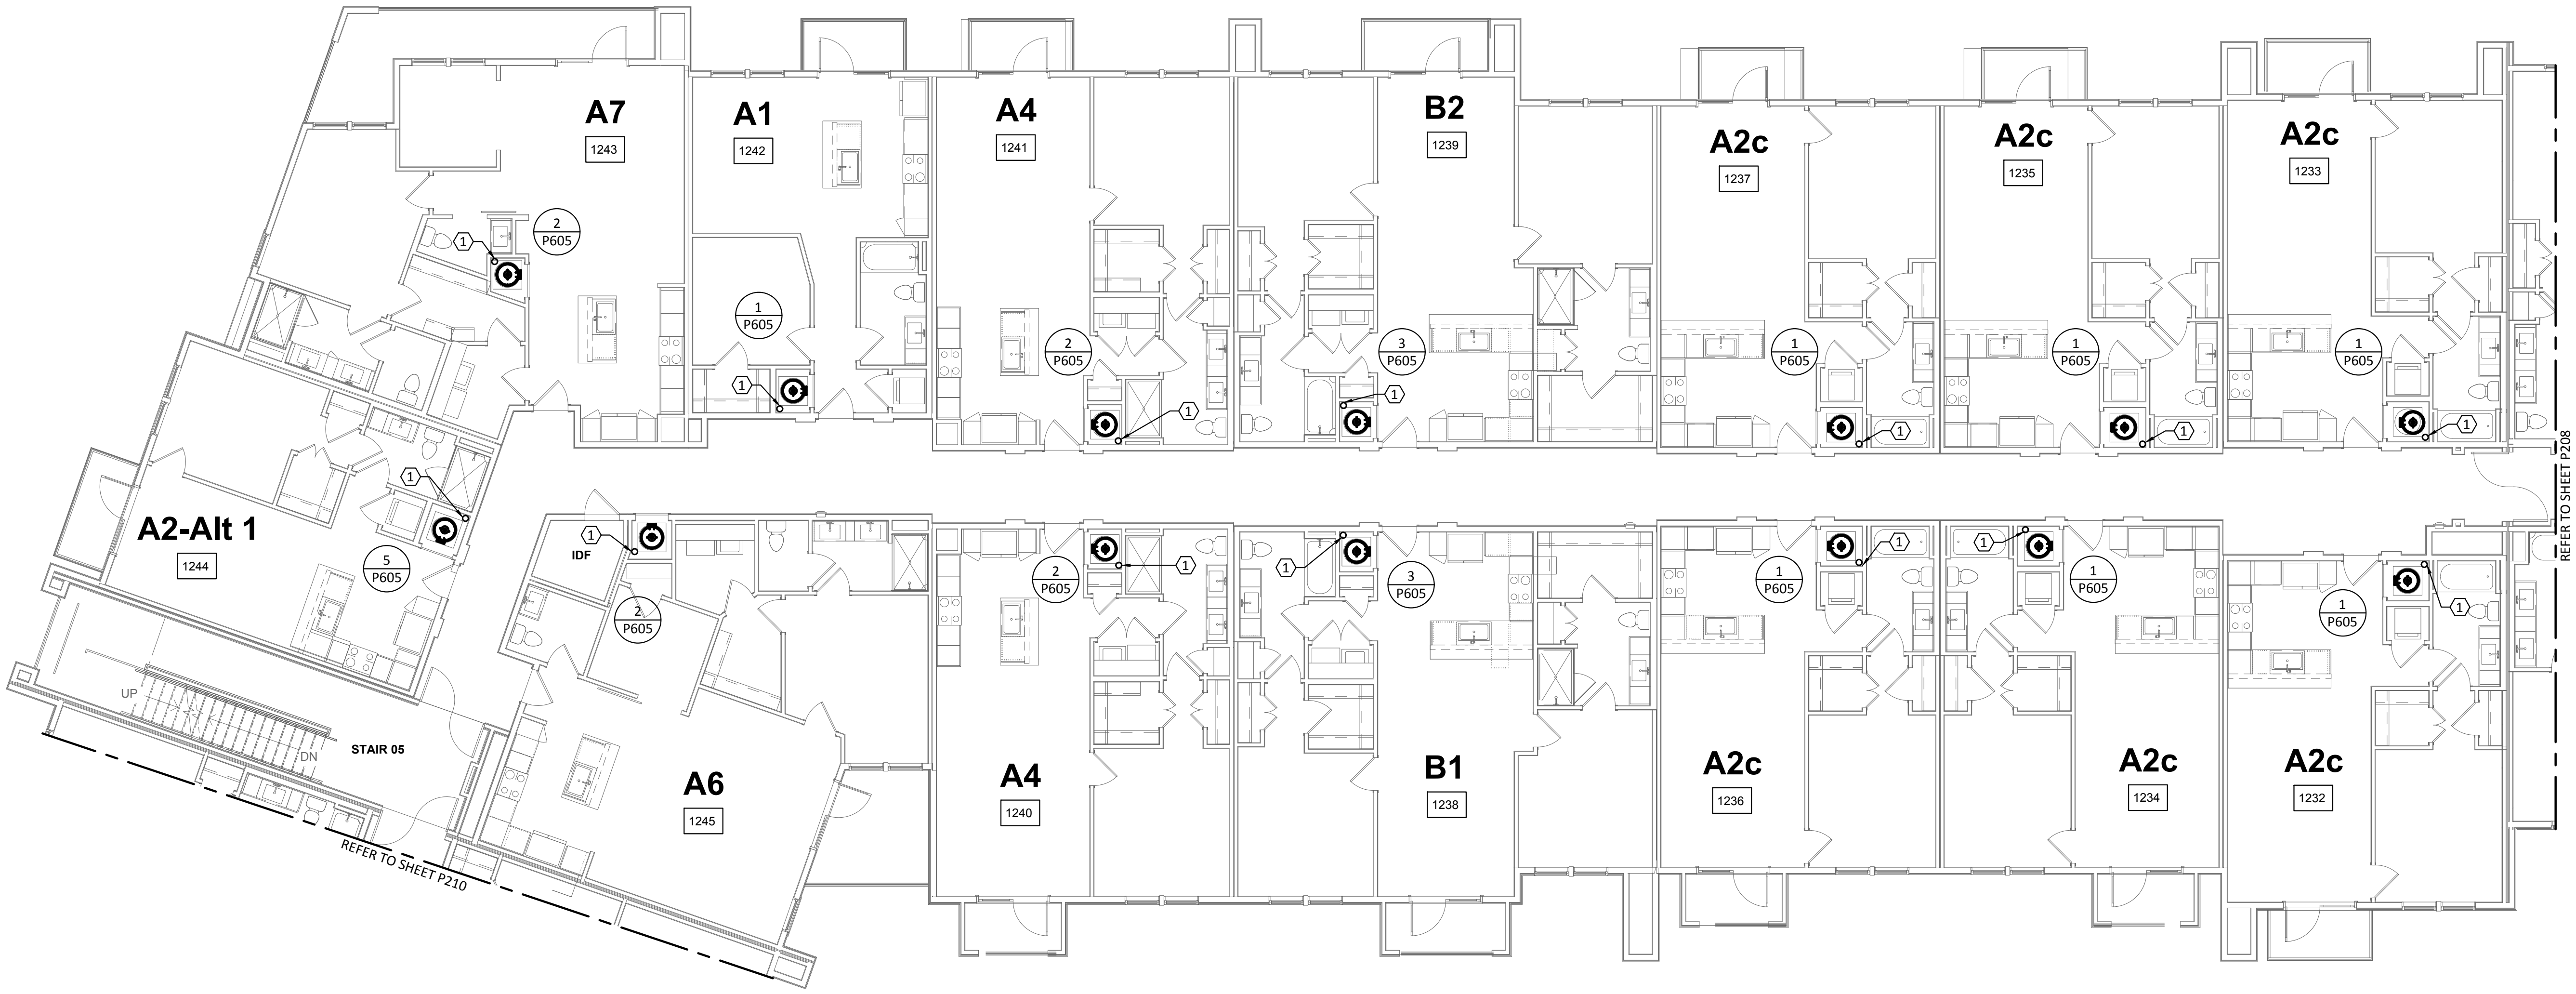 A7
1243
A1
1242
A4
1241
B2
1239
A2c
1237
A2c
1235
A2c
1233
2
P605
1
1
P605
1
2
P605
1
3
P605
1
1
P605
1
1
P605
1
1
P605
1
REFER TO SHEET P208
A2-Alt 1
1244
1
5
P605
IDF
1
2
P605
2
P605
1
1
3
P605
1
P605
1
1
1
P605
1
P605
1
UP
DN
STAIR 05
A6
1245
A4
1240
B1
1238
A2c
1236
A2c
1234
A2c
1232
REFER TO SHEET P210